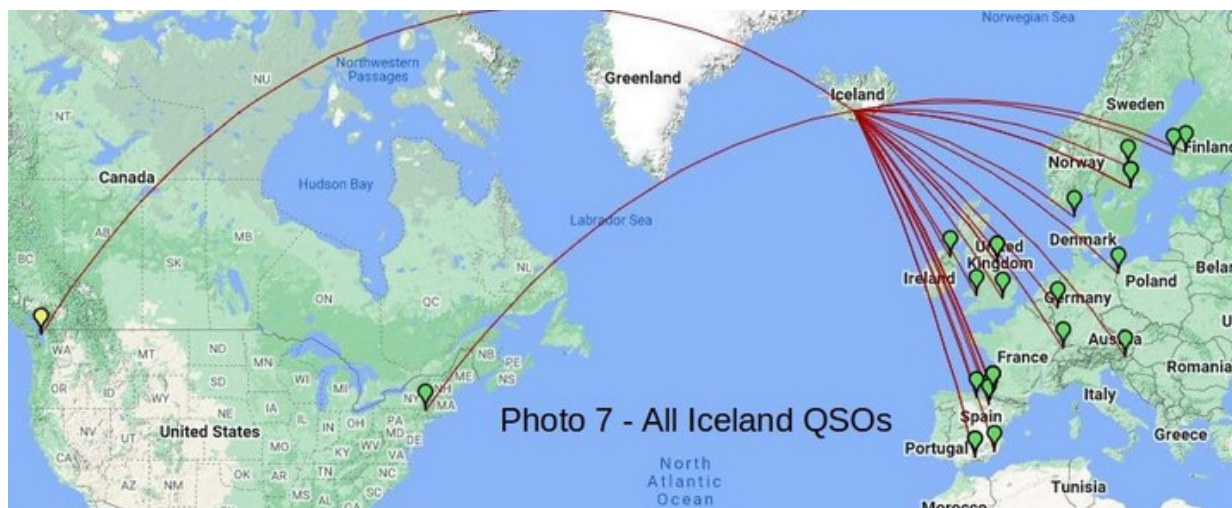 Norwegian Sea
Northwestern
Passages
NU
Greenland
Iceland
Sweden
NT
Finland
Norway
Canada
Hudson Bay
Labrador Sea
AB
MB
BC
SK
NL
ON
QC
Denmark
United
Kingdom
Ireland
Poland
Belar
Germany
WA
MT
ND
MN
NB
PE
ME
NS
France
Austria
Romania
OR
ID
WY
SD
WI
MI
NY
NH
MA
NE
IA
IL
IN
OH
PA
MD
DE
NV
UT
United States
MO
KY
WV
VA
Photo 7 - All Iceland QSOs
Spain
Portugal
Italy
Greece
CA
AZ
NM
OK
AR
TN
NC
MS
AL
SC
TX
GA
North
Atlantic
Ocean
Tunisia
Morocco